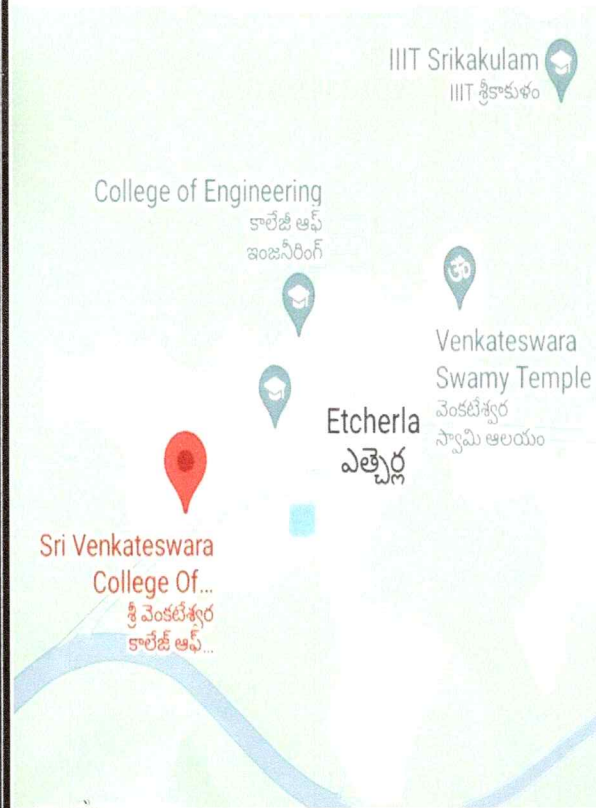 IIIT Srikakulam
IIIT శ్రీకాకుళం
College of Engineering
కాలేజీ ఆఫ్
ఇంజనీరింగ్
ఓం
Venkateswara
Swamy Temple
వెంకటేశ్వర
స్వామి ఆలయం
Etcherla
ఎత్చెర్ల
Sri Venkateswara
College Of...
శ్రీ వెంకటేశ్వర
కాలేజ్ ఆఫ్...